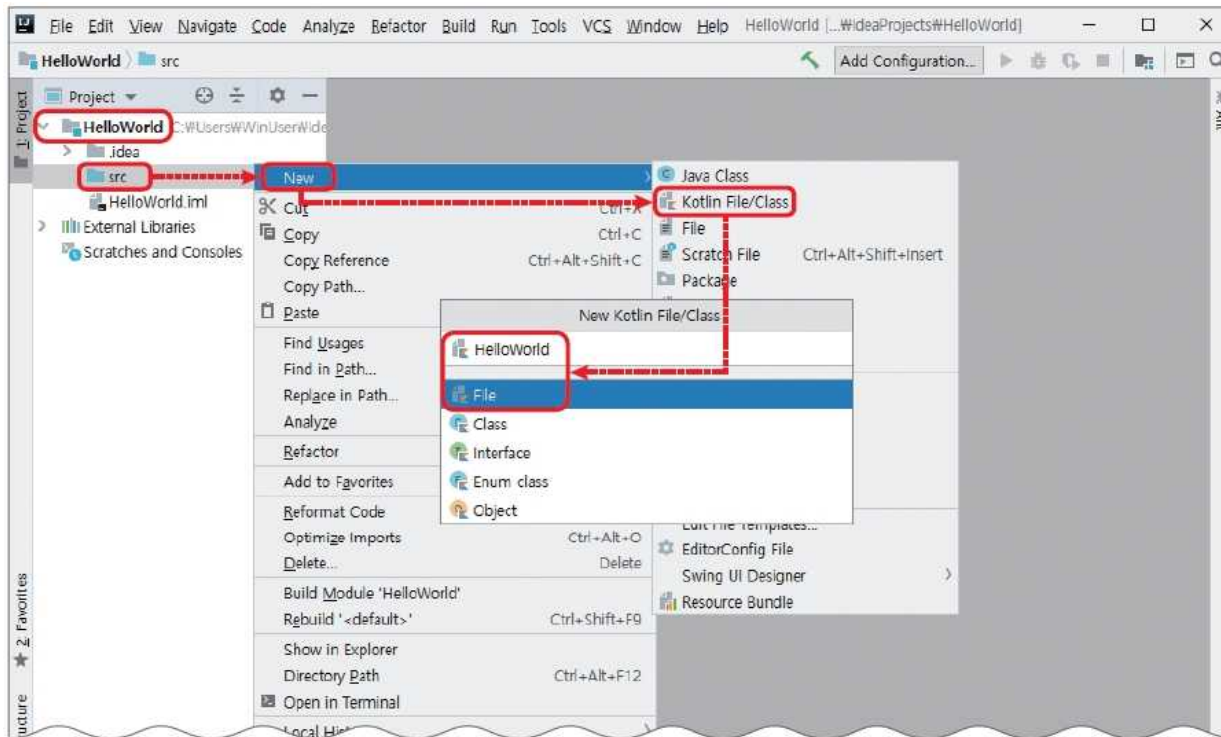 File Edit View Navigate Code Analyze Refactor Build Run Tools VCS Window Help HelloWorld [...₩IdeaProjects₩HelloWorld]
HelloWorld src
Add Configuration...
1: Project
Project
HelloWorld C:₩Users₩WinUser₩Ide
.idea
src
HelloWorld.iml
External Libraries
Scratches and Consoles
New
Cut Ctrl+X
Copy Ctrl+C
Copy Reference Ctrl+Alt+Shift+C
Copy Path...
Paste
Find Usages
Find in Path...
Replace in Path...
Analyze
Refactor
Add to Favorites
Reformat Code
Optimize Imports Ctrl+Alt+O
Delete... Delete
Build Module 'HelloWorld'
Rebuild '<default>' Ctrl+Shift+F9
Show in Explorer
Directory Path Ctrl+Alt+F12
Open in Terminal
Local
Java Class
Kotlin File/Class
File
Scratch File Ctrl+Alt+Shift+Insert
Package
New Kotlin File/Class
HelloWorld
File
Class
Interface
Enum class
Object
Edit File Templates...
EditorConfig File
Swing UI Designer
Resource Bundle
2: Favorites